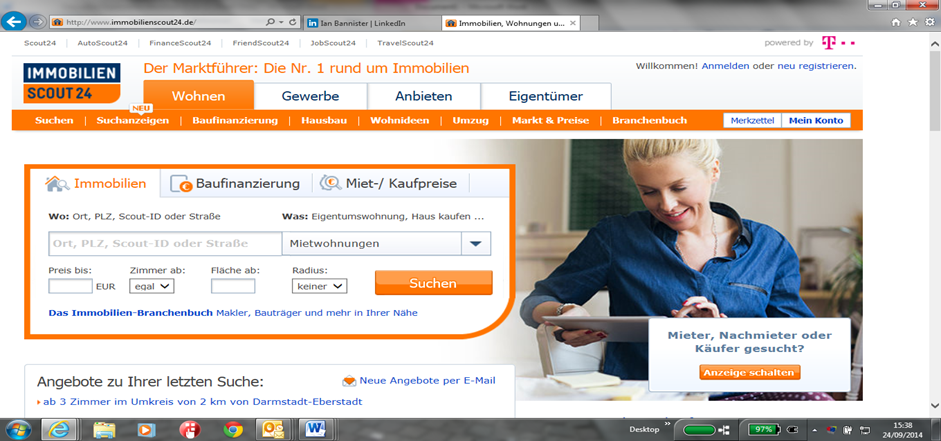 http://www.immobilienscout24.de/
Ian Bannister | LinkedIn
Immobilien, Wohnungen u...
Scout24 | AutoScout24 | FinanceScout24 | FriendScout24 | JobScout24 | TravelScout24
powered by T
IMMOBILIEN
SCOUT 24
Der Marktführer: Die Nr. 1 rund um Immobilien
Willkommen! Anmelden oder neu registrieren.
Wohnen Gewerbe Anbieten Eigentümer
NEU
Suchen | Suchanzeigen | Baufinanzierung | Hausbau | Wohnideen | Umzug | Markt & Preise | Branchenbuch
Merkzettel Mein Konto
Immobilien Baufinanzierung Miet-/ Kaufpreise
Wo: Ort, PLZ, Scout-ID oder Straße Was: Eigentumswohnung, Haus kaufen ...
Ort, PLZ, Scout-ID oder Straße Mietwohnungen
Preis bis: Zimmer ab: Fläche ab: Radius:
EUR egal keiner Suchen
Das Immobilien-Branchenbuch Makler, Bauträger und mehr in Ihrer Nähe
Mieter, Nachmieter oder
Käufer gesucht?
Anzeige schalten
Angebote zu Ihrer letzten Suche: Neue Angebote per E-Mail
ab 3 Zimmer im Umkreis von 2 km von Darmstadt-Eberstadt
Desktop 97% 15:38
24/09/2014